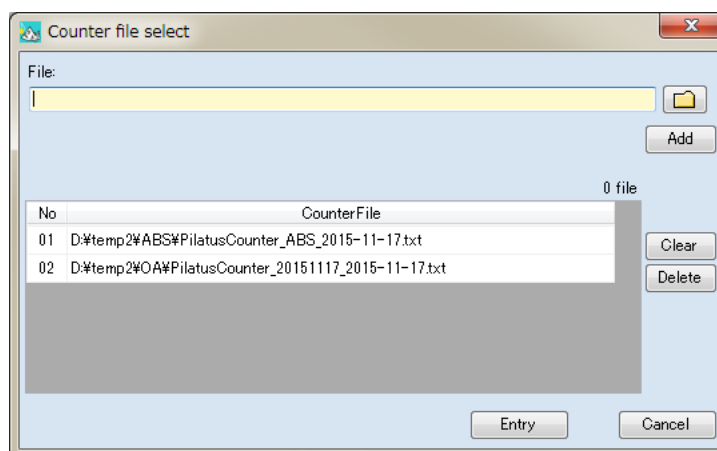 Counter file select
File:
Add
0 file
No CounterFile
01 D:¥temp2¥ABS¥PilatusCounter_ABS_2015-11-17.txt
02 D:¥temp2¥OA¥PilatusCounter_20151117_2015-11-17.txt
Clear
Delete
Entry Cancel